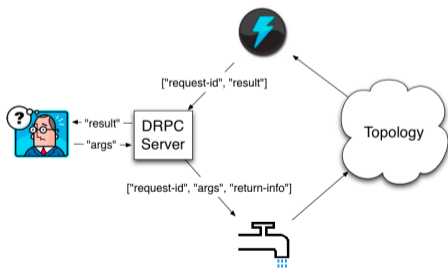 ?
["request-id", "result"]
"result"
"args"
DRPC
Server
Topology
["request-id", "args", "return-info"]